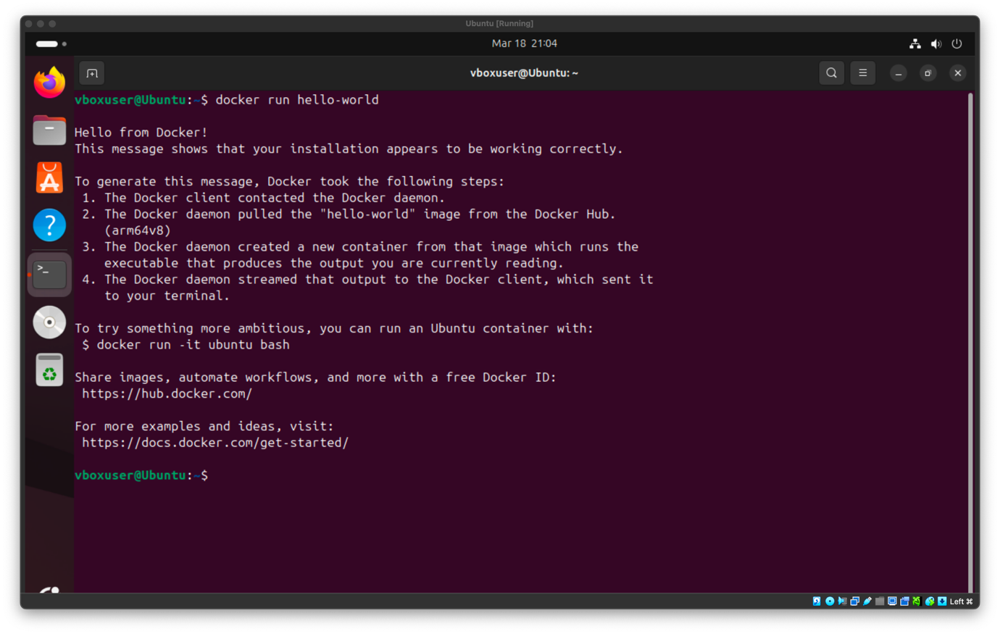 Ubuntu [Running]
Mar 18 21:04
vboxuser@Ubuntu: ~
vboxuser@Ubuntu:~$ docker run hello-world
Hello from Docker!
This message shows that your installation appears to be working correctly.
To generate this message, Docker took the following steps:
1. The Docker client contacted the Docker daemon.
2. The Docker daemon pulled the "hello-world" image from the Docker Hub.
(arm64v8)
3. The Docker daemon created a new container from that image which runs the
executable that produces the output you are currently reading.
4. The Docker daemon streamed that output to the Docker client, which sent it
to your terminal.
To try something more ambitious, you can run an Ubuntu container with:
$ docker run -it ubuntu bash
Share images, automate workflows, and more with a free Docker ID:
https://hub.docker.com/
For more examples and ideas, visit:
https://docs.docker.com/get-started/
vboxuser@Ubuntu:~$
Left ⌘